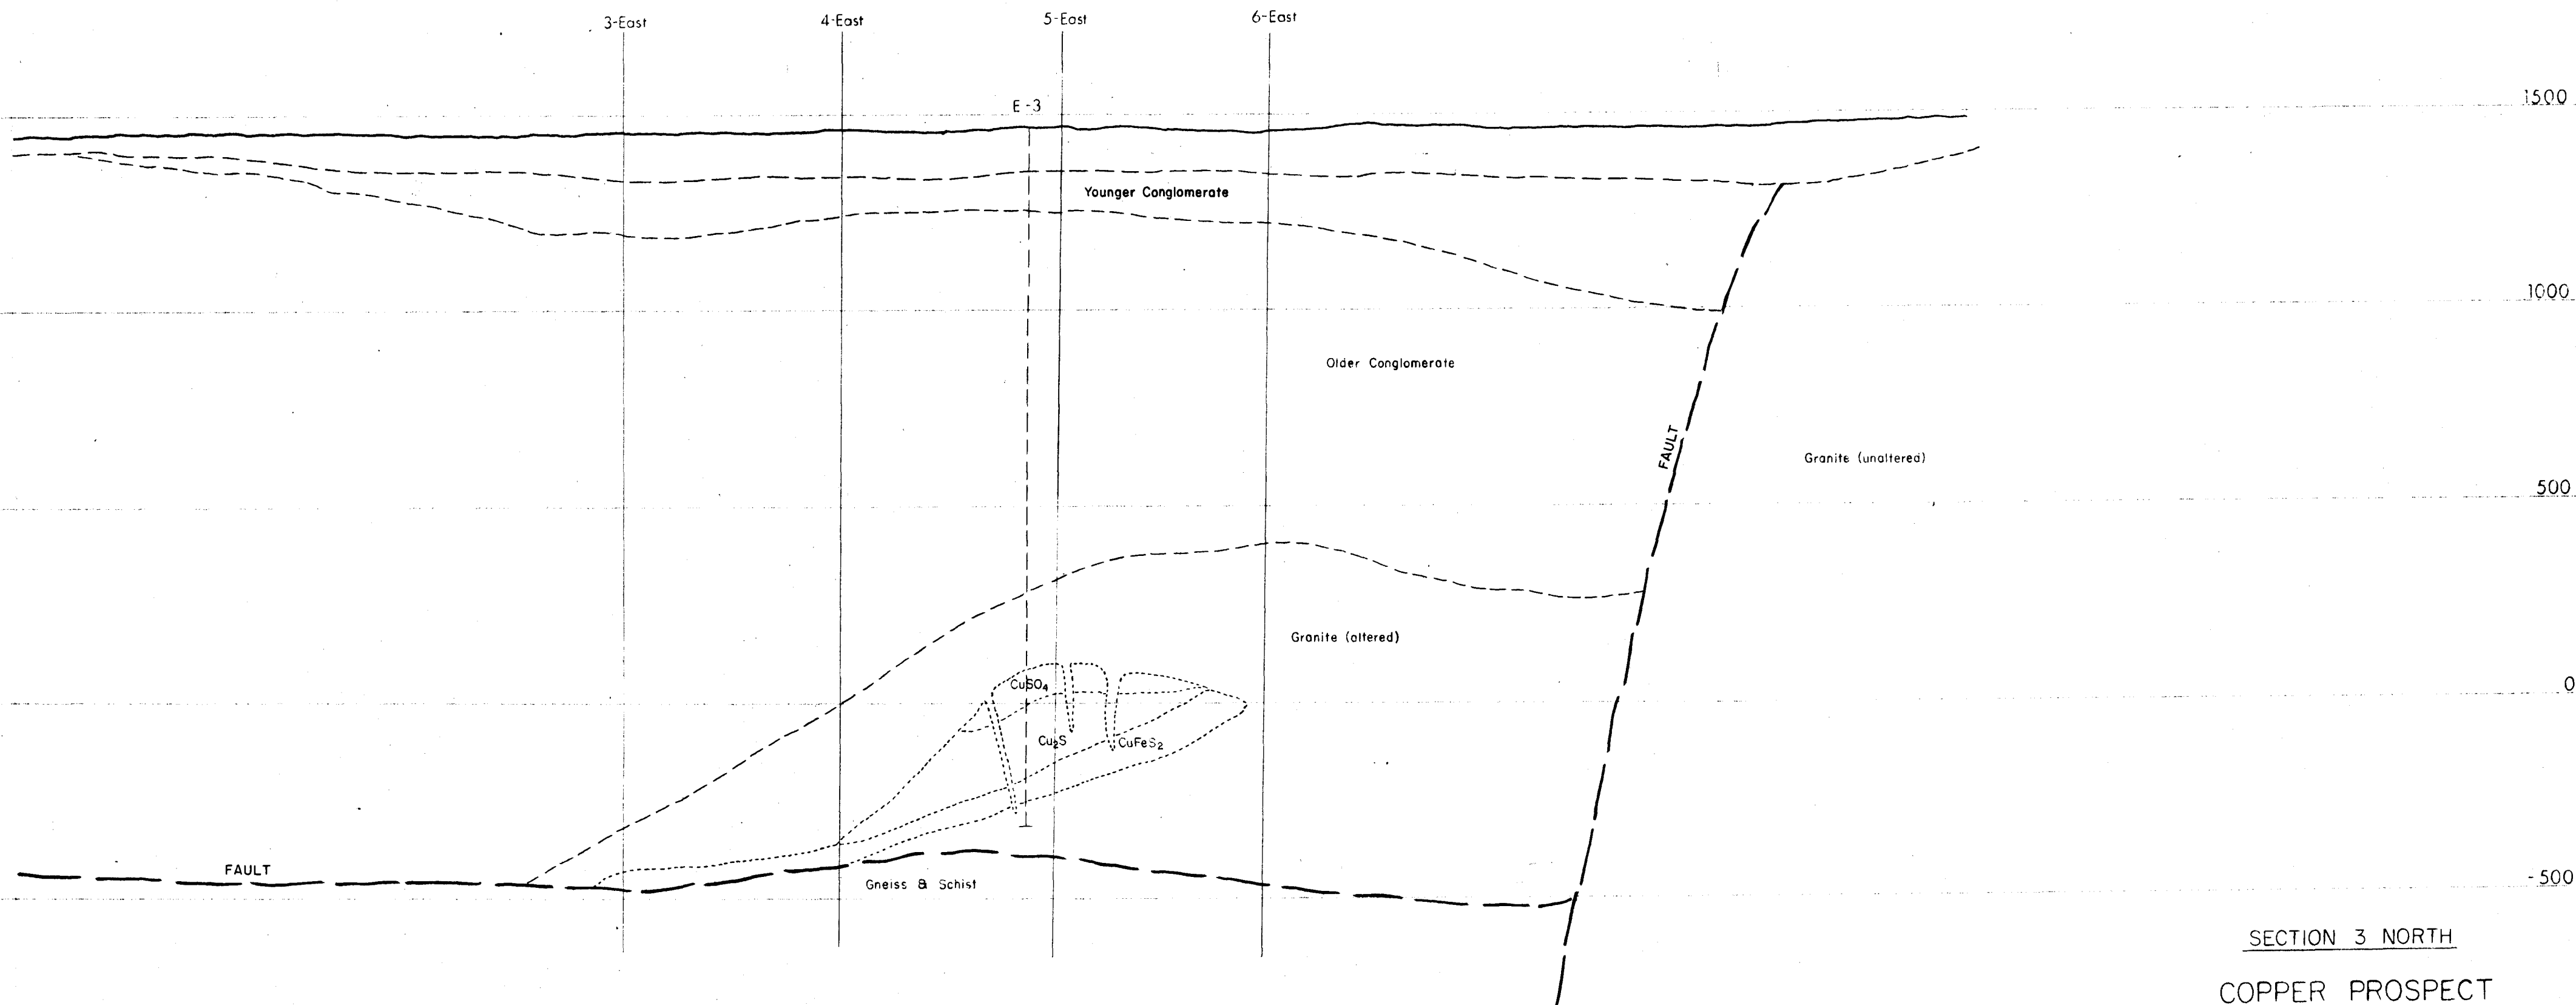 3-East
4-East
5-East
6-East
E-3
1500
Younger Conglomerate
1000
Older Conglomerate
FAULT
Granite (unaltered)
500
Granite (altered)
CuSO₄
0
Cu₂S
CuFeS₂
FAULT
Gneiss & Schist
-500
SECTION 3 NORTH
COPPER PROSPECT